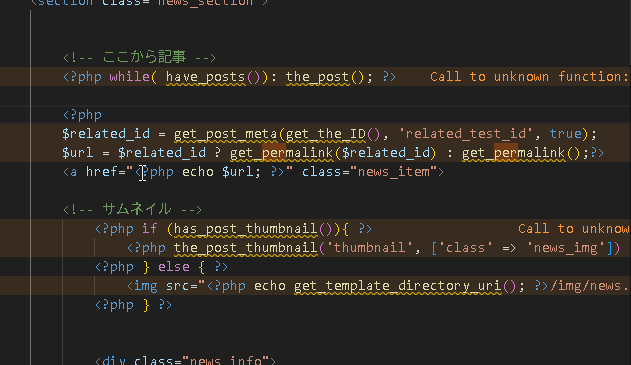 <section class="news_section">
<!-- ここから記事 -->
<?php while( have_posts()): the_post(); ?> Call to unknown function:
<?php
$related_id = get_post_meta(get_the_ID(), 'related_test_id', true);
$url = $related_id ? get_permalink($related_id) : get_permalink();?>
<a href="<?php echo $url; ?>" class="news_item">
<!-- サムネイル -->
<?php if (has_post_thumbnail()){ ?> Call to unknow
<?php the_post_thumbnail('thumbnail', ['class' => 'news_img'])
<?php } else { ?>
<img src="<?php echo get_template_directory_uri(); ?>/img/news.
<?php } ?>
<div class="news_info">